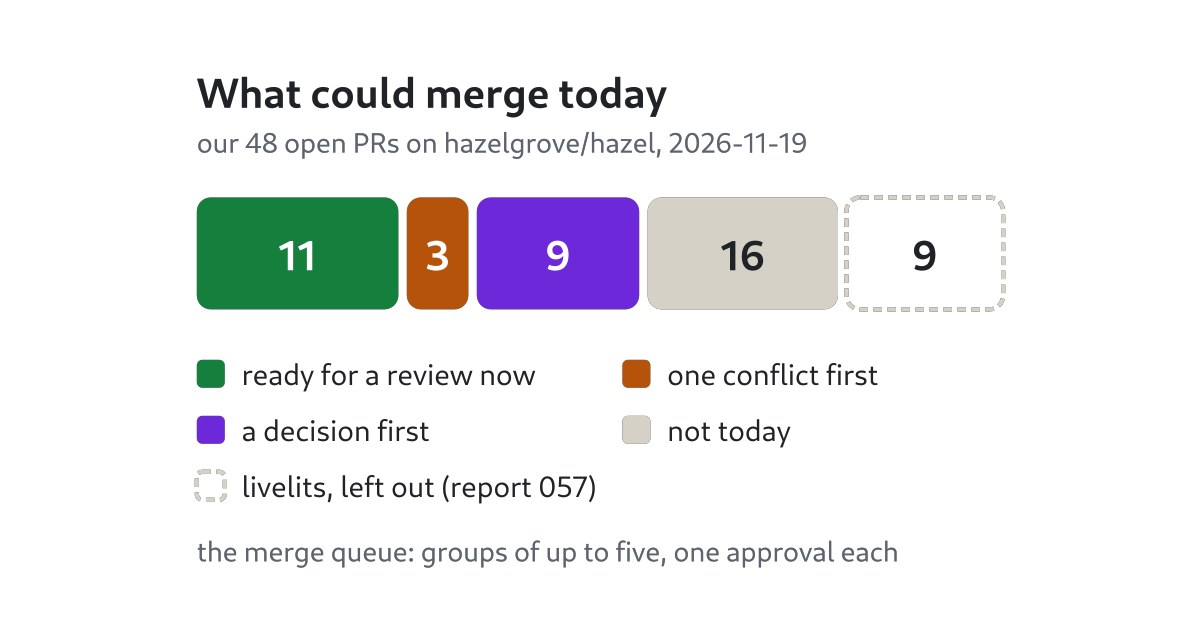 What could merge today
our 48 open PRs on hazelgrove/hazel, 2026-11-19
11 3 9 16 9
ready for a review now
one conflict first
a decision first
not today
livelits, left out (report 057)
the merge queue: groups of up to five, one approval each